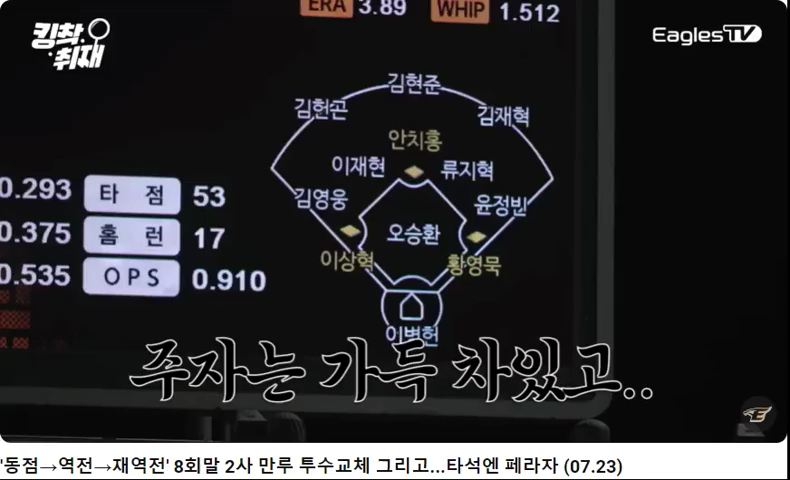 ERA 3.89 WHIP 1.512
킹착취재
EaglesTV
김현준
김헌곤
김재혁
안치홍
이재현
류지혁
김영웅
윤정빈
오승환
이상혁
황영묵
이병헌
0.293 타 점 53
0.375 홈 런 17
0.535 OPS 0.910
주자는 가득 차있고..
E
'동점→역전→재역전' 8회말 2사 만루 투수교체 그리고...타석엔 페라자 (07.23)